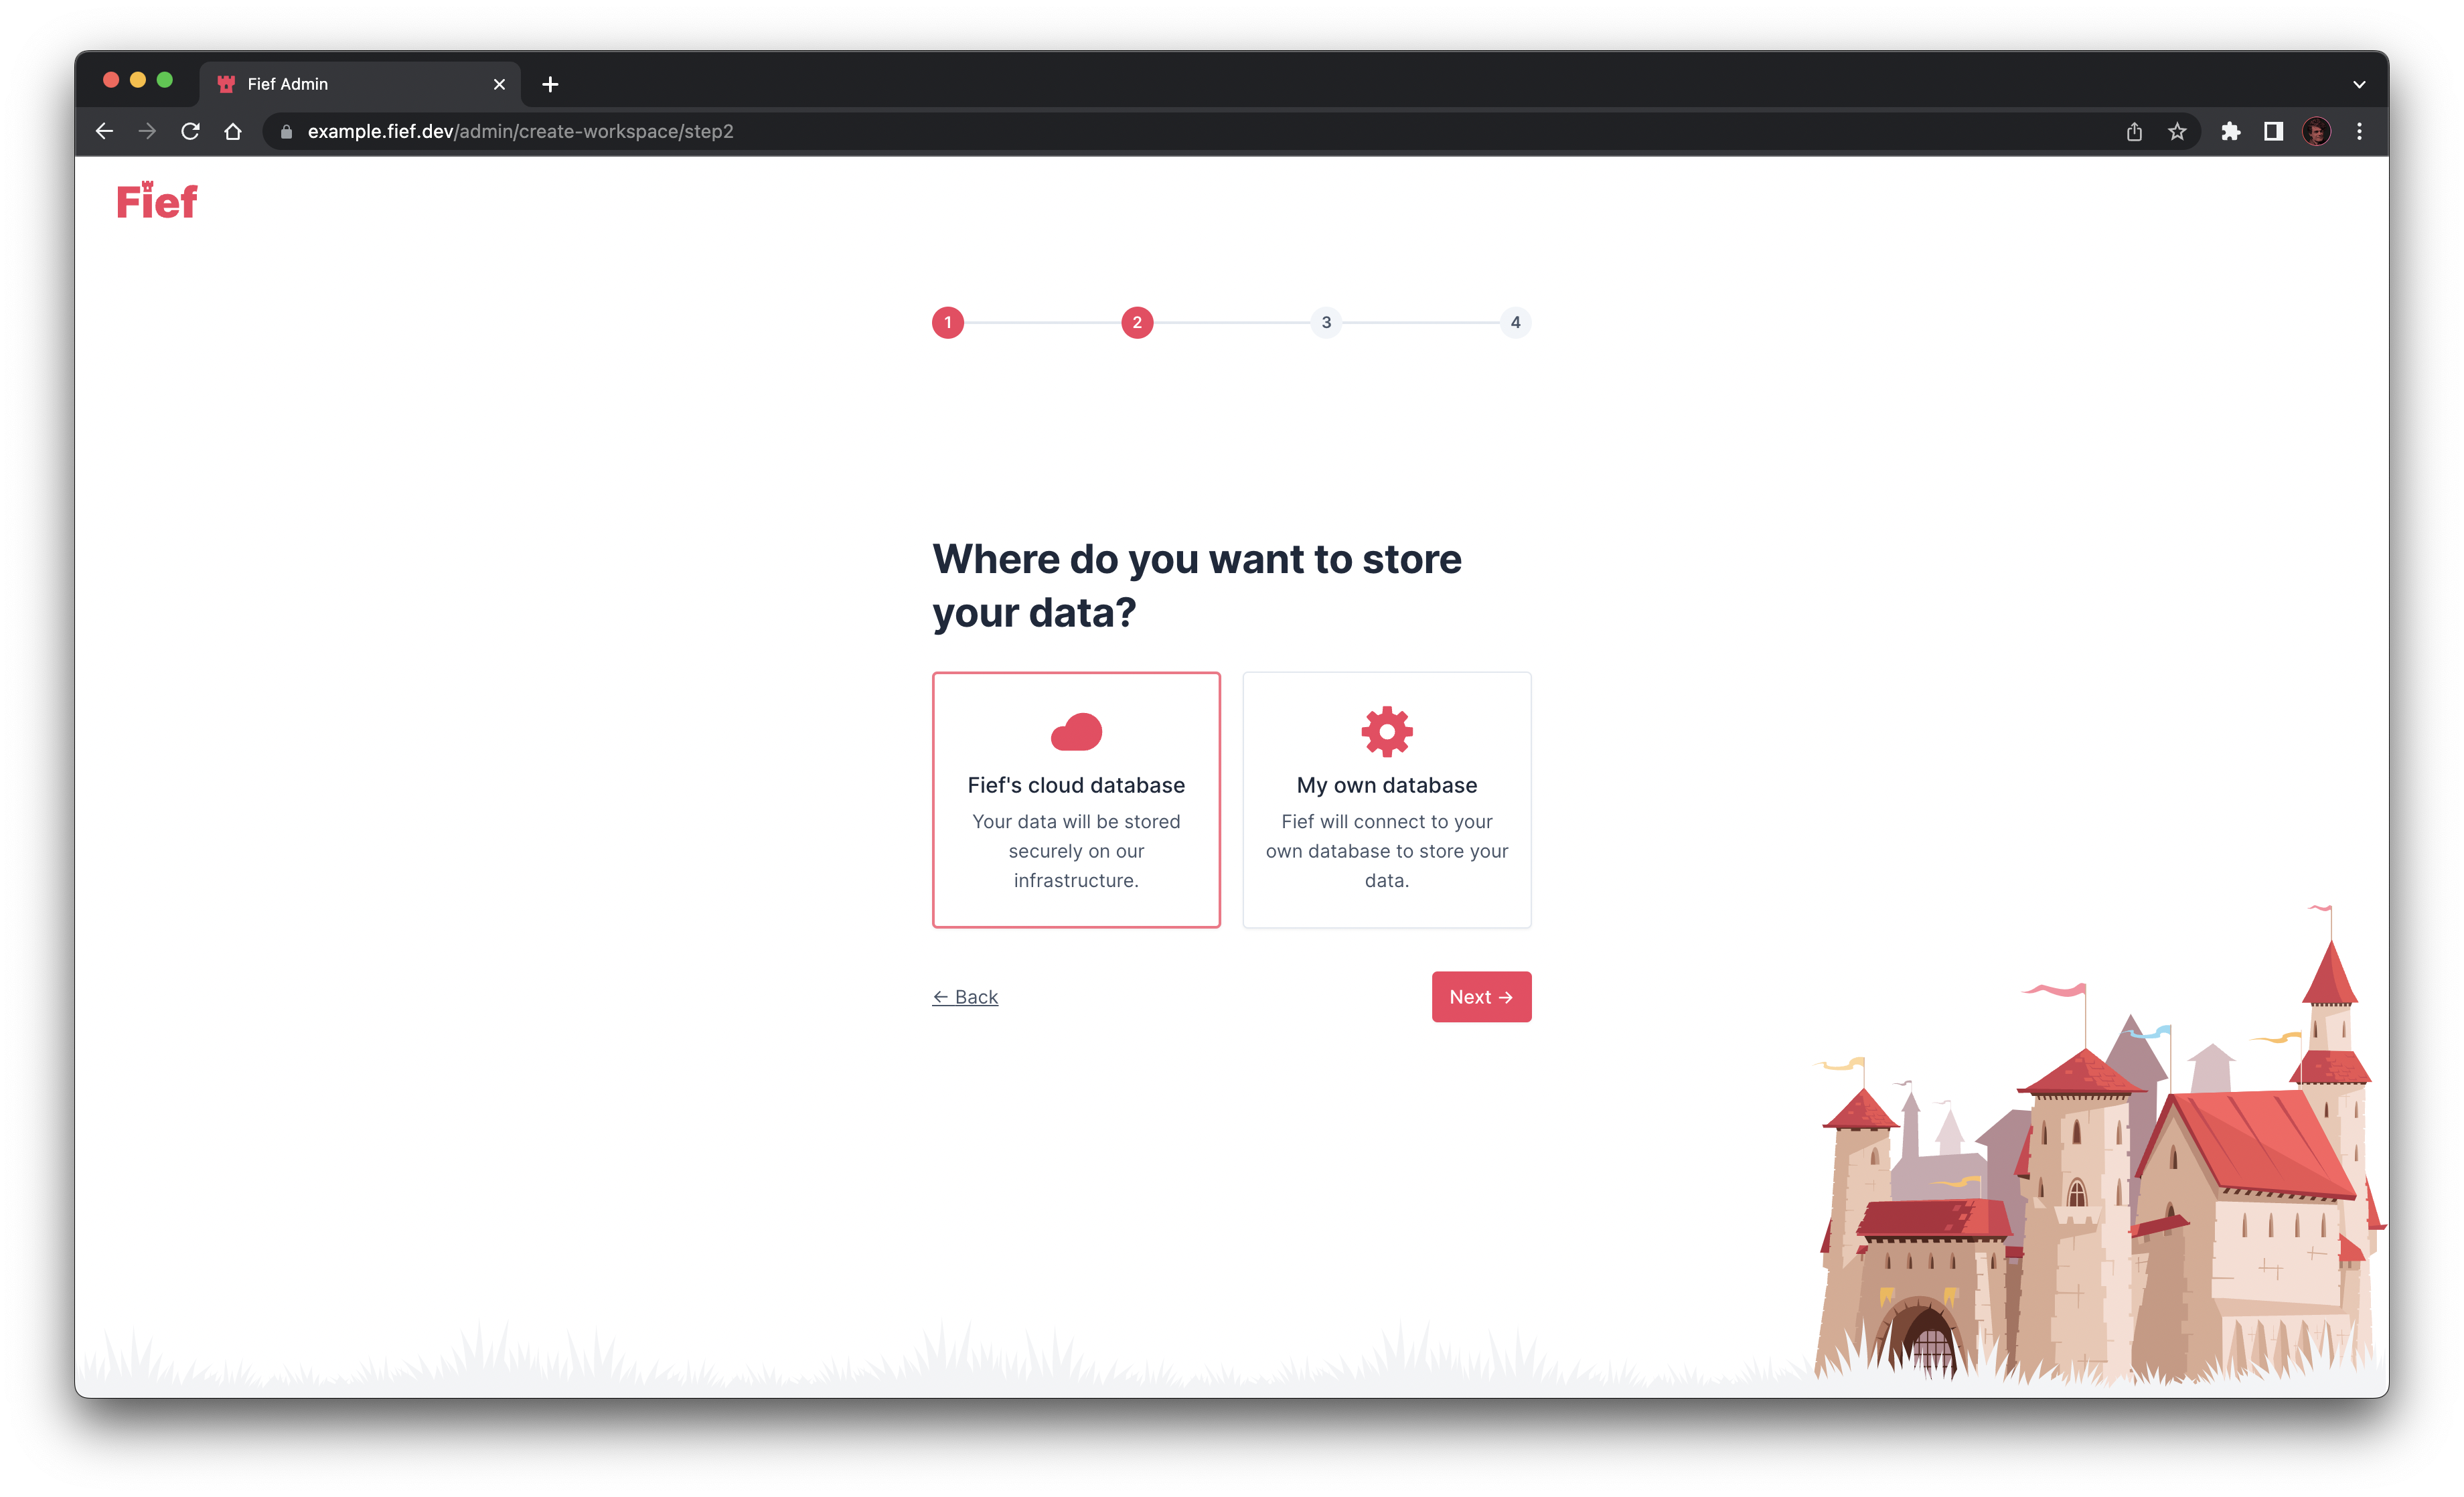 Fief Admin
example.fief.dev/admin/create-workspace/step2
Fief
1
2
3
4
Where do you want to store
your data?
Fief's cloud database
Your data will be stored
securely on our
infrastructure.
My own database
Fief will connect to your
own database to store your
data.
← Back
Next →